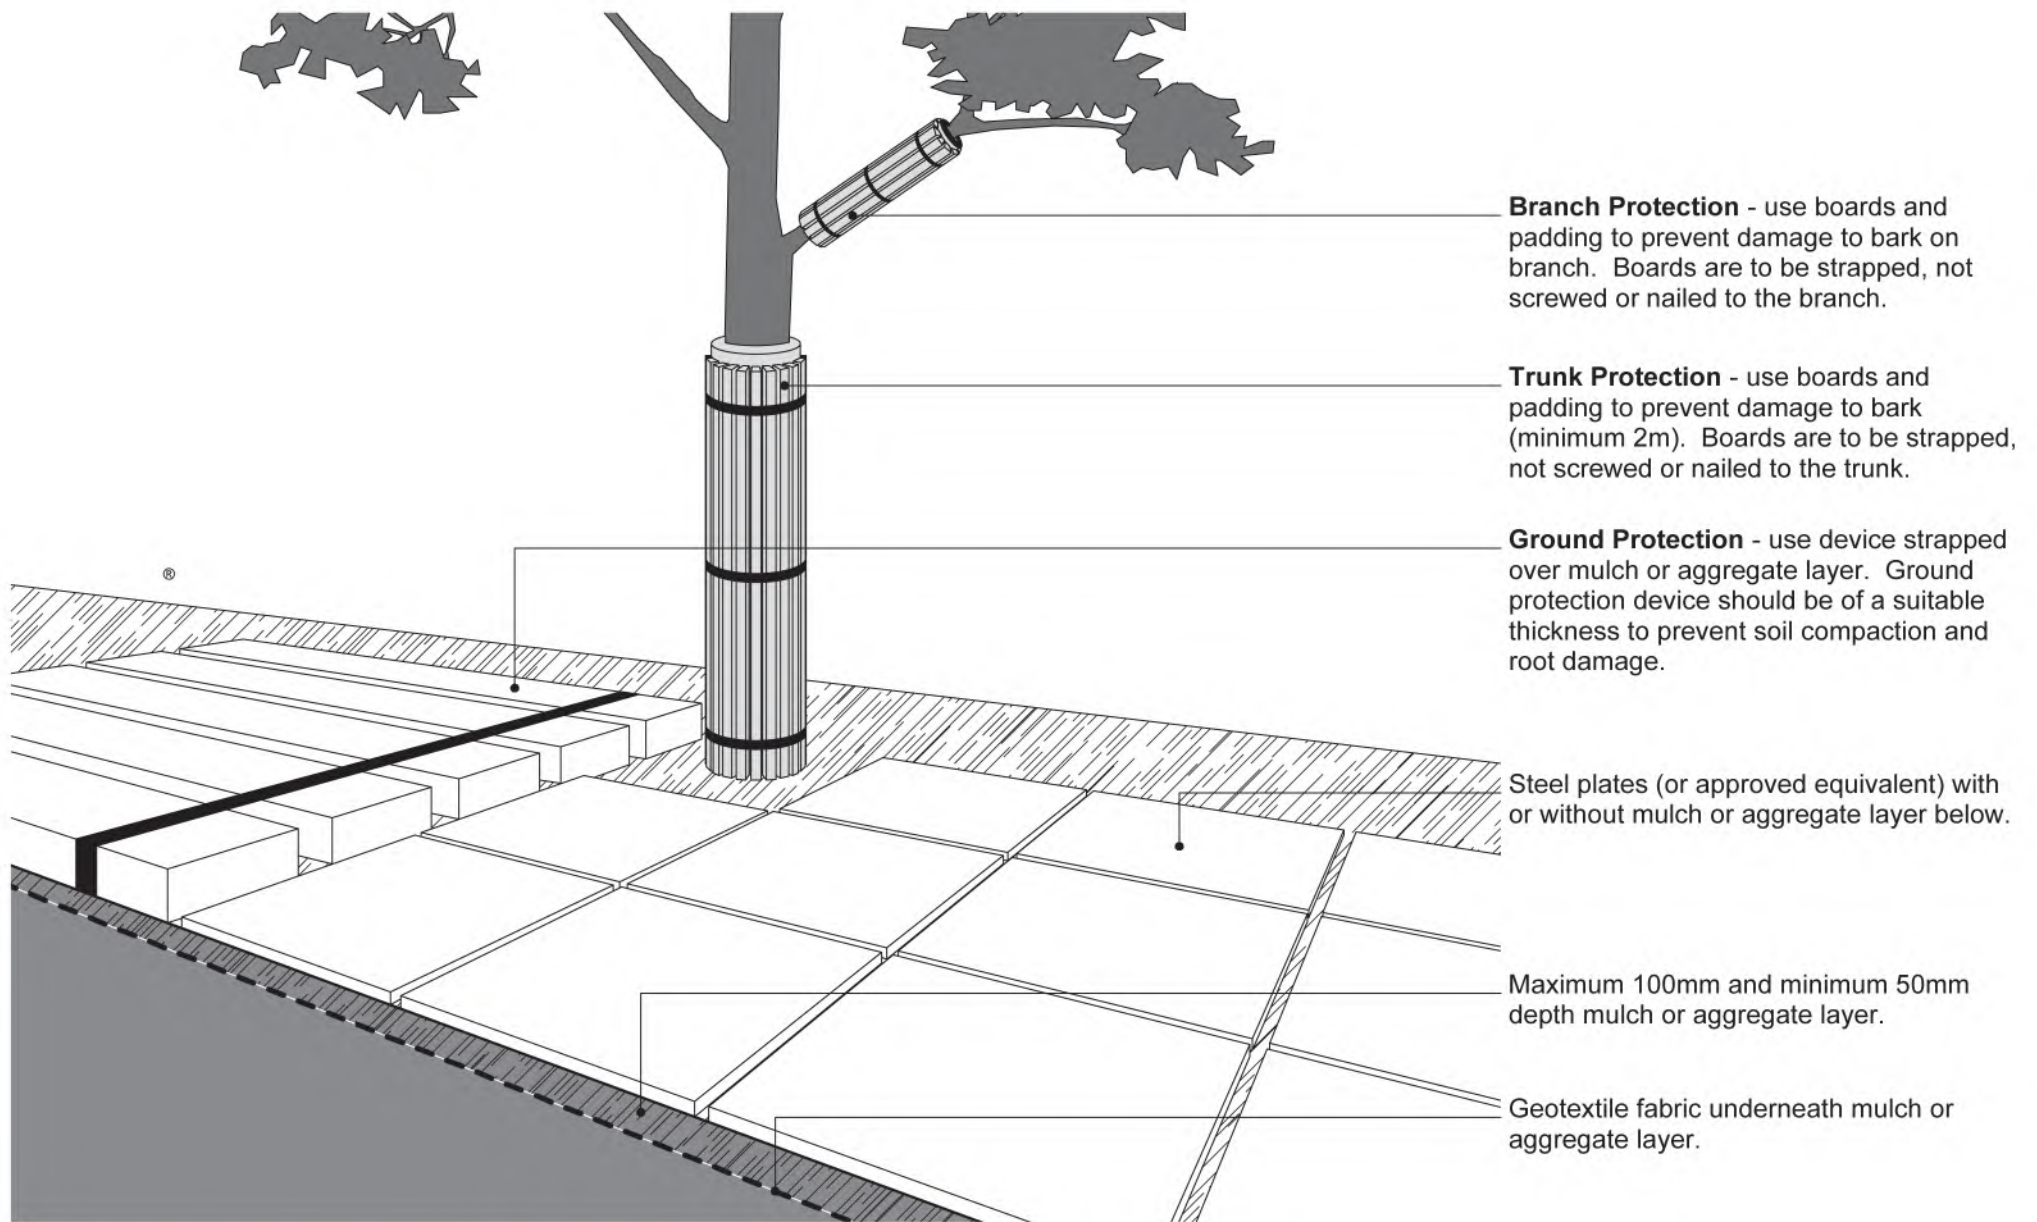 Branch Protection - use boards and
padding to prevent damage to bark on
branch. Boards are to be strapped, not
screwed or nailed to the branch.
Trunk Protection - use boards and
padding to prevent damage to bark
(minimum 2m). Boards are to be strapped,
not screwed or nailed to the trunk.
Ground Protection - use device strapped
over mulch or aggregate layer. Ground
protection device should be of a suitable
thickness to prevent soil compaction and
root damage.
®
Steel plates (or approved equivalent) with
or without mulch or aggregate layer below.
Maximum 100mm and minimum 50mm
depth mulch or aggregate layer.
Geotextile fabric underneath mulch or
aggregate layer.